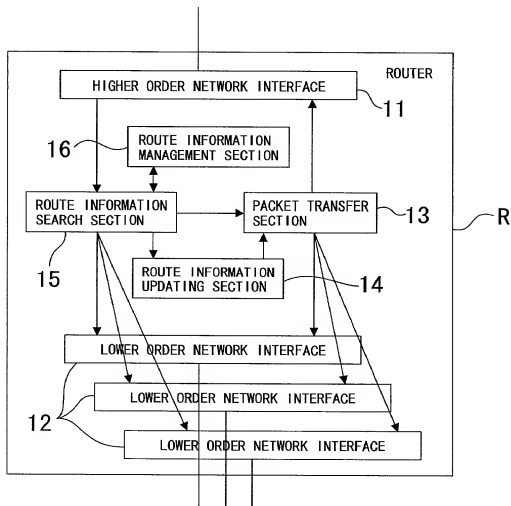 ROUTER
HIGHER ORDER NETWORK INTERFACE
11
16
ROUTE INFORMATION
MANAGEMENT SECTION
ROUTE INFORMATION
SEARCH SECTION
PACKET TRANSFER
SECTION
13
R
15
ROUTE INFORMATION
UPDATING SECTION
14
LOWER ORDER NETWORK INTERFACE
LOWER ORDER NETWORK INTERFACE
12
LOWER ORDER NETWORK INTERFACE